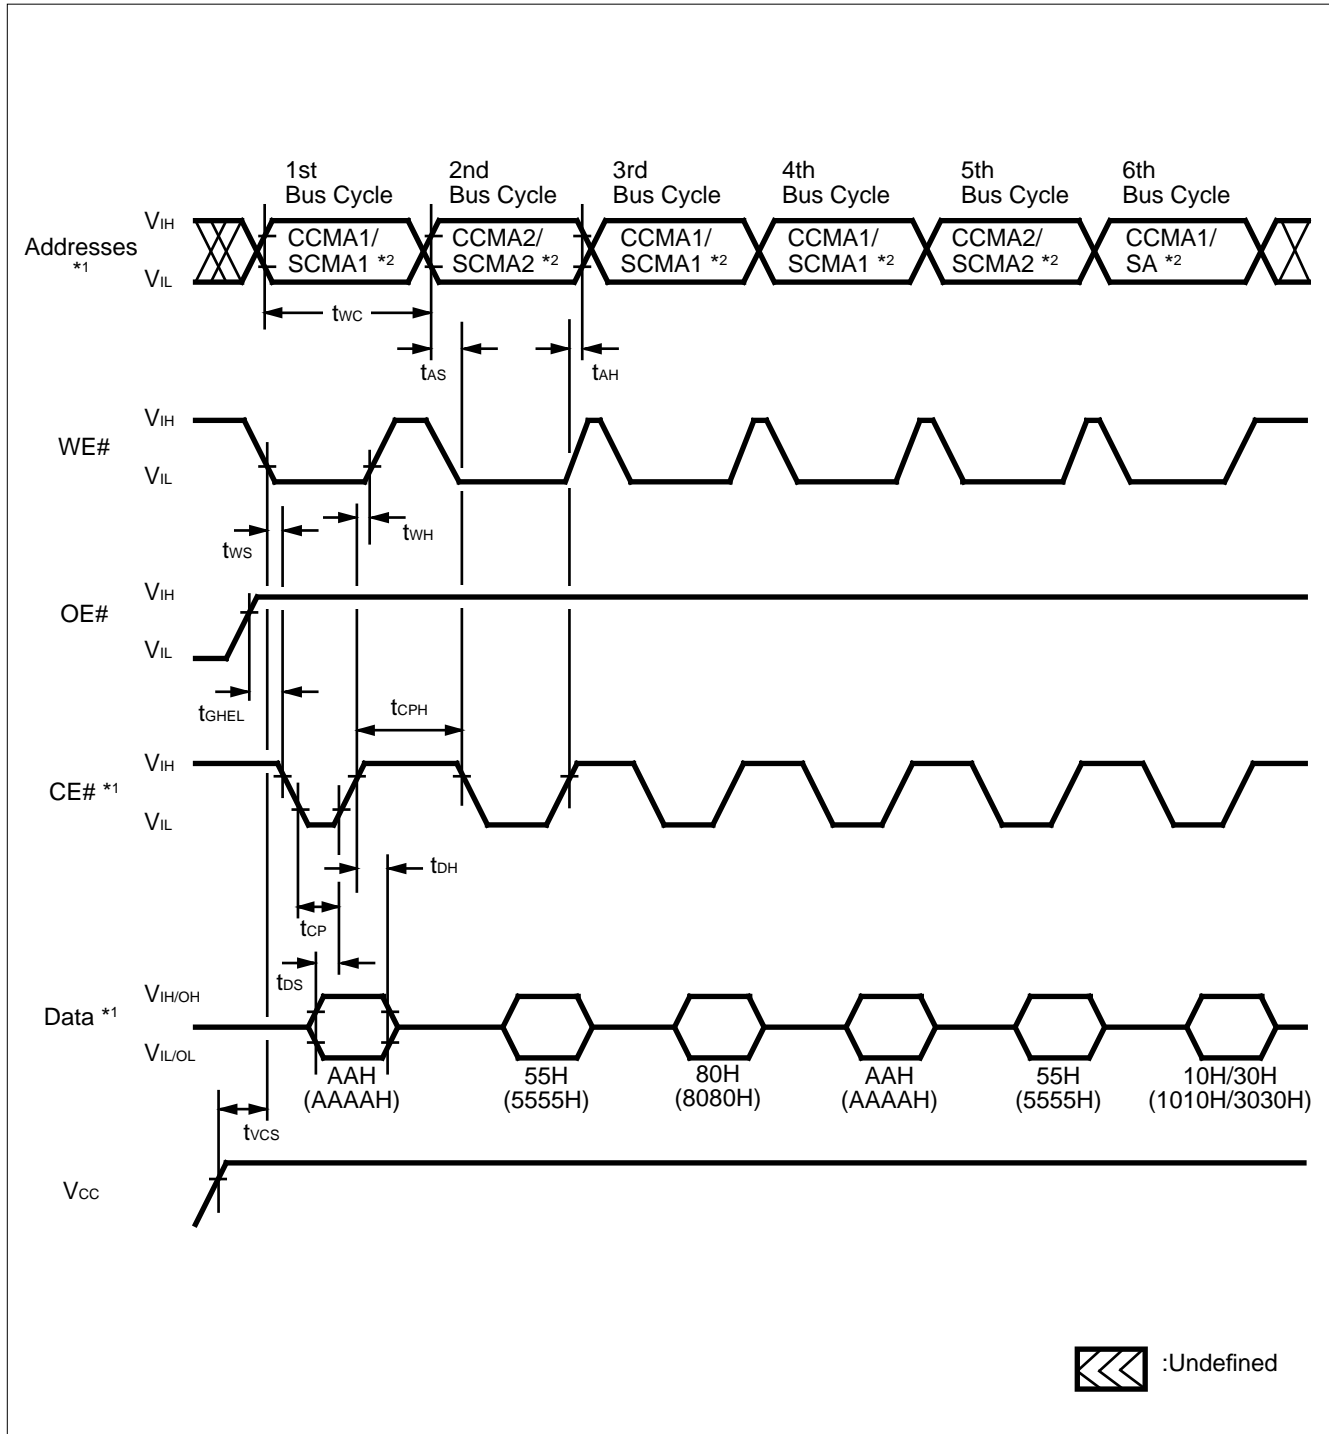 1st 2nd 3rd 4th 5th 6th
Bus Cycle Bus Cycle Bus Cycle Bus Cycle Bus Cycle Bus Cycle
VIH
Addresses
*1
VIL
CCMA1/ CCMA2/ CCMA1/ CCMA1/ CCMA2/ CCMA1/
SCMA1 *2 SCMA2 *2 SCMA1 *2 SCMA1 *2 SCMA2 *2 SA *2
tWC
tAS tAH
VIH
WE#
VIL
tWS tWH
VIH
OE#
VIL
tGHEL tCPH
VIH
CE# *1
VIL
tDH
tCP
tDS
VIH/OH
Data *1
VIL/OL
AAH 55H 80H AAH 55H 10H/30H
(AAAAH) (5555H) (8080H) (AAAAH) (5555H) (1010H/3030H)
tVCS
VCC
:Undefined